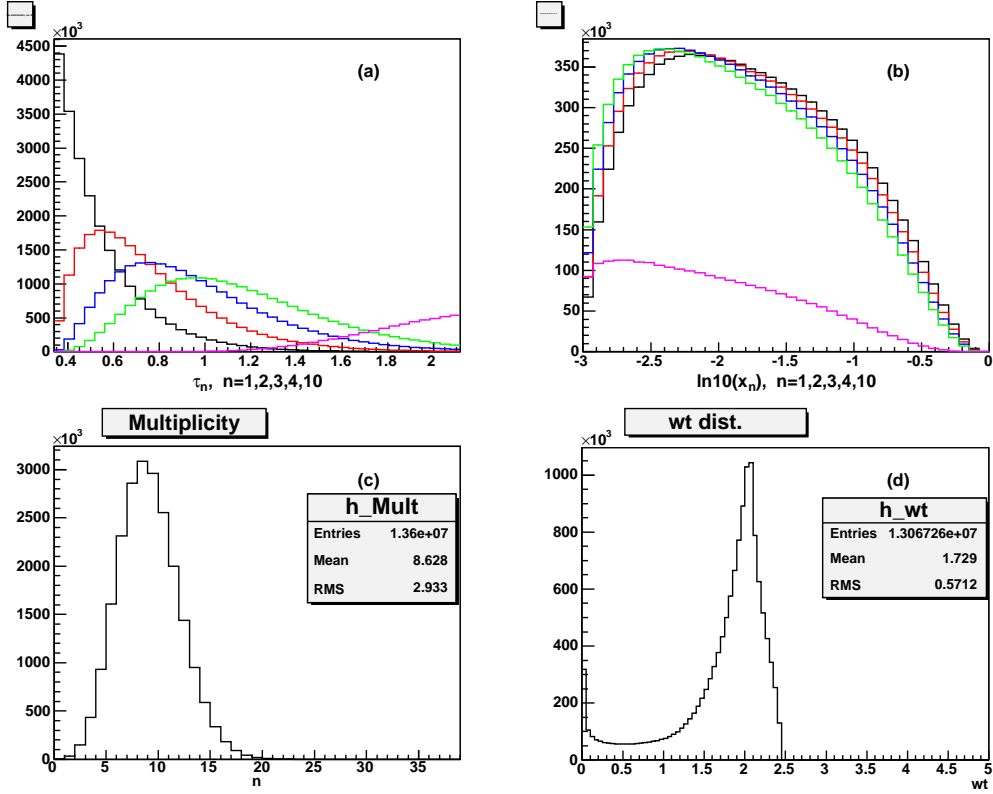 ×10³
4500
4000
3500
3000
2500
2000
1500
1000
500
0
0.4 0.6 0.8 1 1.2 1.4 1.6 1.8 2
(a)
τn, n=1,2,3,4,10
×10³
350
300
250
200
150
100
50
0
-3 -2.5 -2 -1.5 -1 -0.5 0
(b)
ln10(xn), n=1,2,3,4,10
Multiplicity
×10³
3000
2500
2000
1500
1000
500
0
0 5 10 15 20 25 30 35
n
(c)
h_Mult
Entries 1.36e+07
Mean 8.628
RMS 2.933
wt dist.
×10³
1000
800
600
400
200
0
0 0.5 1 1.5 2 2.5 3 3.5 4 4.5 5
wt
(d)
h_wt
Entries 1.306726e+07
Mean 1.729
RMS 0.5712